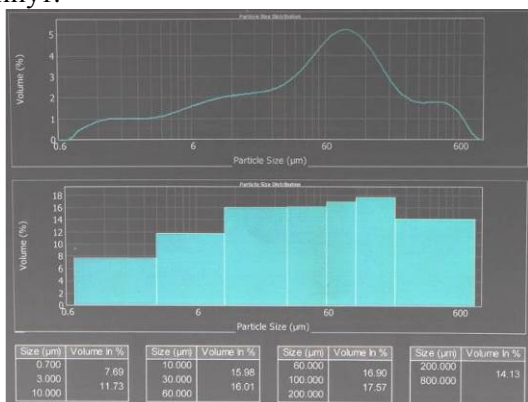 Particle Size Distribution
Volume (%)
5
4
3
2
1
0
0.6 6 60 600
Particle Size (µm)
Particle Size Distribution
Volume (%)
18
16
14
12
10
8
6
4
2
0
0.6 6 60 600
Particle Size (µm)
Size (µm) Volume In %
0.700
7.69
3.000
11.73
10.000
Size (µm) Volume In %
10.000
15.98
30.000
16.01
60.000
Size (µm) Volume In %
60.000
16.90
100.000
17.57
200.000
Size (µm) Volume In %
200.000
14.13
800.000